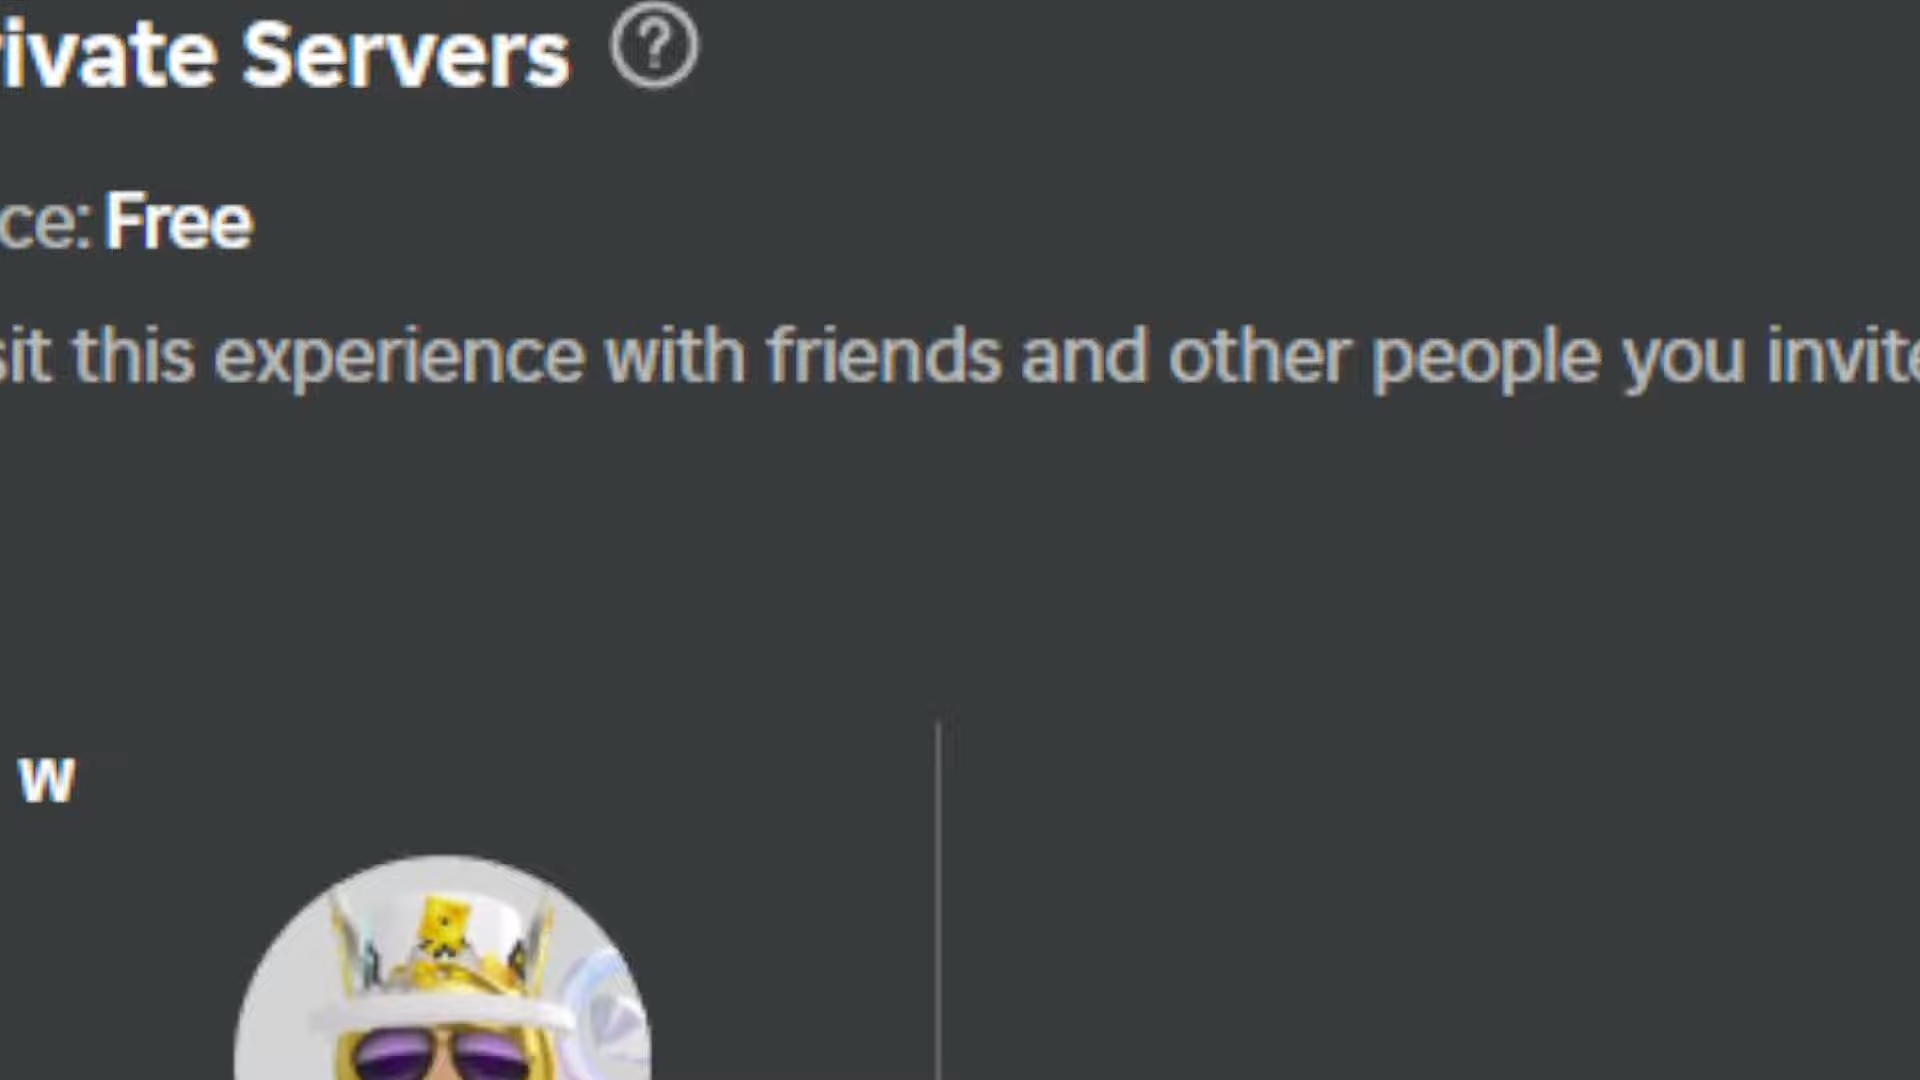 ivate Servers ?
ce: Free
sit this experience with friends and other people you invite
w